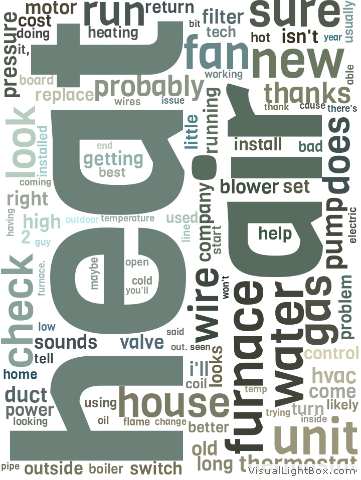 motor
run
return
sure
cost
bit
filter
usually
doing
heating
tech
hot
isn't
year
it,
pressure
fan
new
working
able
board
probably
replace
wires
issue
thanks
thank
cause
there's
look
installed
little
running
end
getting
best
install
bad
does
coming
air
right
blower
set
pump
electric
having
high
outdoor
temperature
used
lined
company
start
2
guy
help
heat
check
furnace.
maybe
open
cold
you'll
wire
won't
furnace
water
gas
problem
low
said
sounds
valve
out.
seen
tell
looks
control
home
i'll
coil
temp
hvac
duct
power
looking
using
house
come
likely
oil
flame
change
better
trying
turn
inside
old
unit
long
thermostat
pipe
outside
boiler
switch
VisualLightBox.com